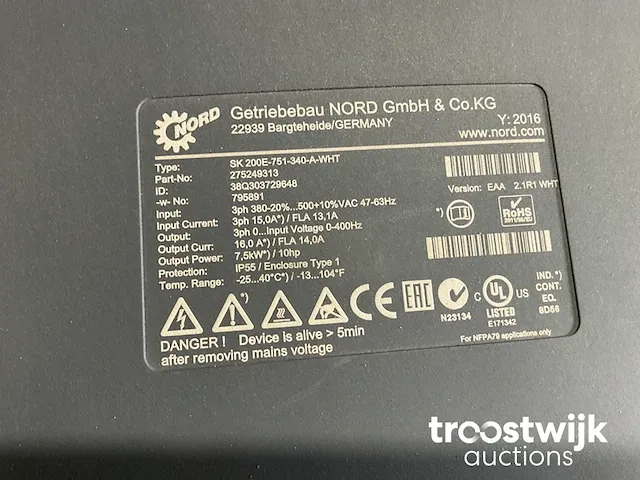 NORD
Getriebebau NORD GmbH & Co.KG
22939 Bargteheide/GERMANY
Y: 2016
www.nord.com
Type: SK 200E-751-340-A-WHT
Part-No: 275249313
ID: 38Q303729648
-w- No: 795891
Input: 3ph 380-20%...500+10%VAC 47-63Hz
Input Current: 3ph 15,0A*) / FLA 13,1A
Output: 3ph 0...Input Voltage 0-400Hz
Output Curr: 16,0 A*) / FLA 14,0A
Output Power: 7,5kW*) / 10hp
Protection: IP55 / Enclosure Type 1
Temp. Range: -25...40°C*) / -13...104°F
Version: EAA 2.1R1 WHT
*)
RoHS
2011/65/EU
CE
EAC
N23134
C UL US
LISTED
E171342
IND.*)
CONT.
EQ.
8D56
DANGER ! Device is alive > 5min
after removing mains voltage
For NFPA79 applications only
troostwijk
auctions